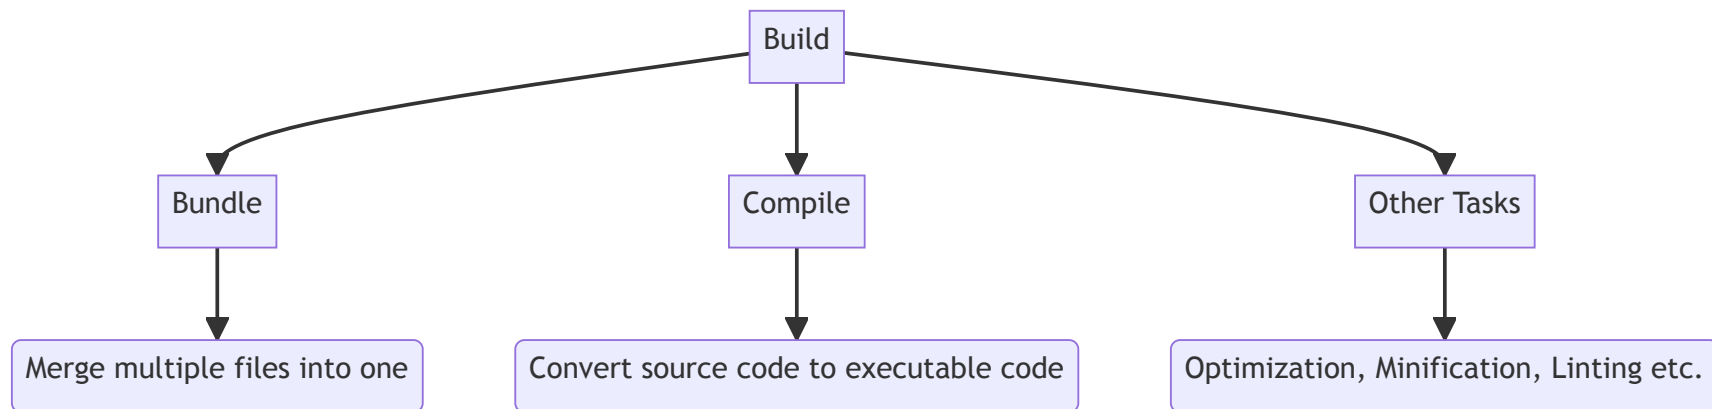 Build
Bundle
Compile
Other Tasks
Merge multiple files into one
Convert source code to executable code
Optimization, Minification, Linting etc.